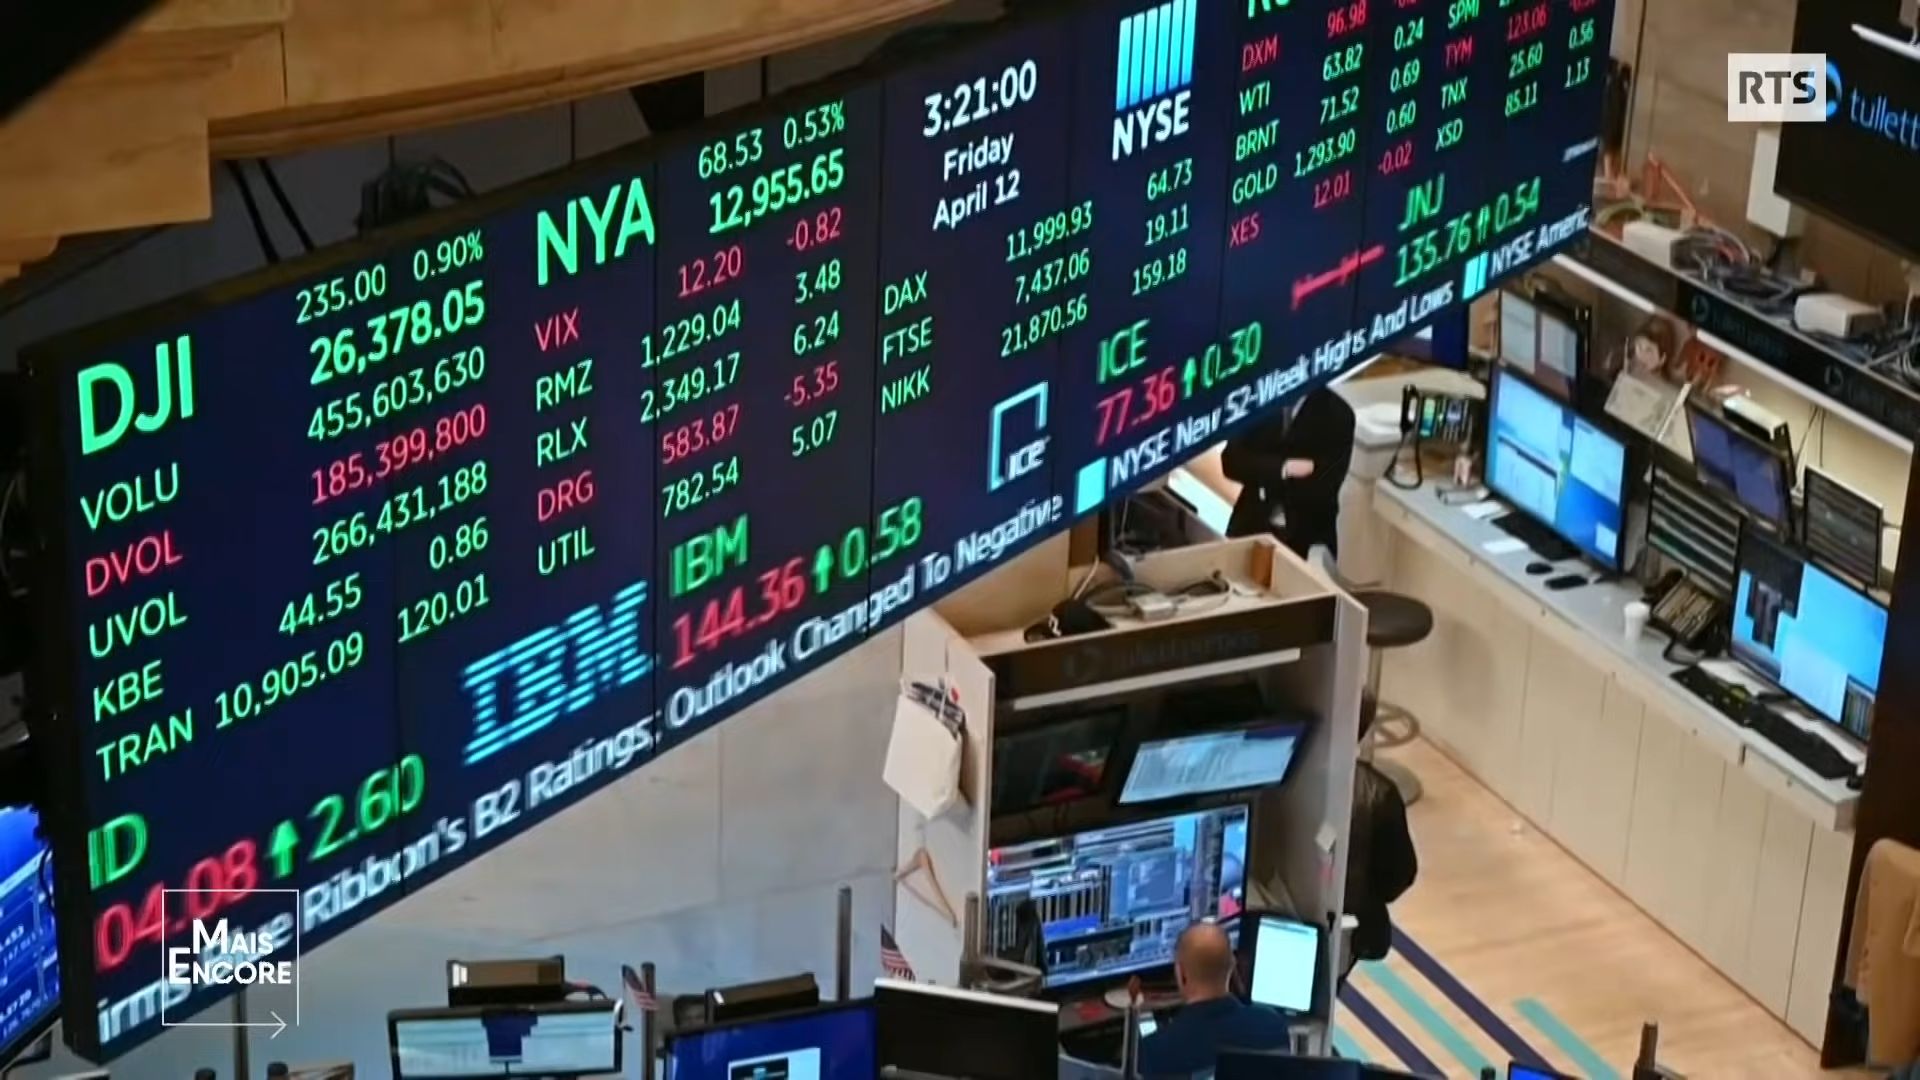 RTS
tullett
DJI
235.00 0.90%
26,378.05
455,603,630
VOLU
185,399,800
DVOL
266,431,188
UVOL
44.55 0.86
KBE
TRAN 10,905.09 120.01
NYA
68.53 0.53%
12,955.65
VIX 12.20 -0.82
RMZ 1,229.04 3.48
RLX 2,349.17 6.24
DRG 583.87 -5.35
UTIL 782.54 5.07
3:21:00
Friday
April 12
DAX 11,999.93 64.73
FTSE 7,437.06 19.11
NIKK 21,870.56 159.18
NYSE
96.98
DXM 63.82 0.24
WTI 71.52 0.69
BRNT 1,293.90 0.60
GOLD 12.01 -0.02
XES
SPMI 123.06
TYM 25.60 0.56
TNX 85.11 1.13
XSD
ID
04.08 2.60
IBM
IBM
144.36 0.58
ice
ICE
77.36 0.30
JNJ
135.76 0.54
Blue Ribbon's B2 Ratings; Outlook Changed To Negative
NYSE New 52-Week Highs And Lows
NYSE Americ
MAIS
ENCORE